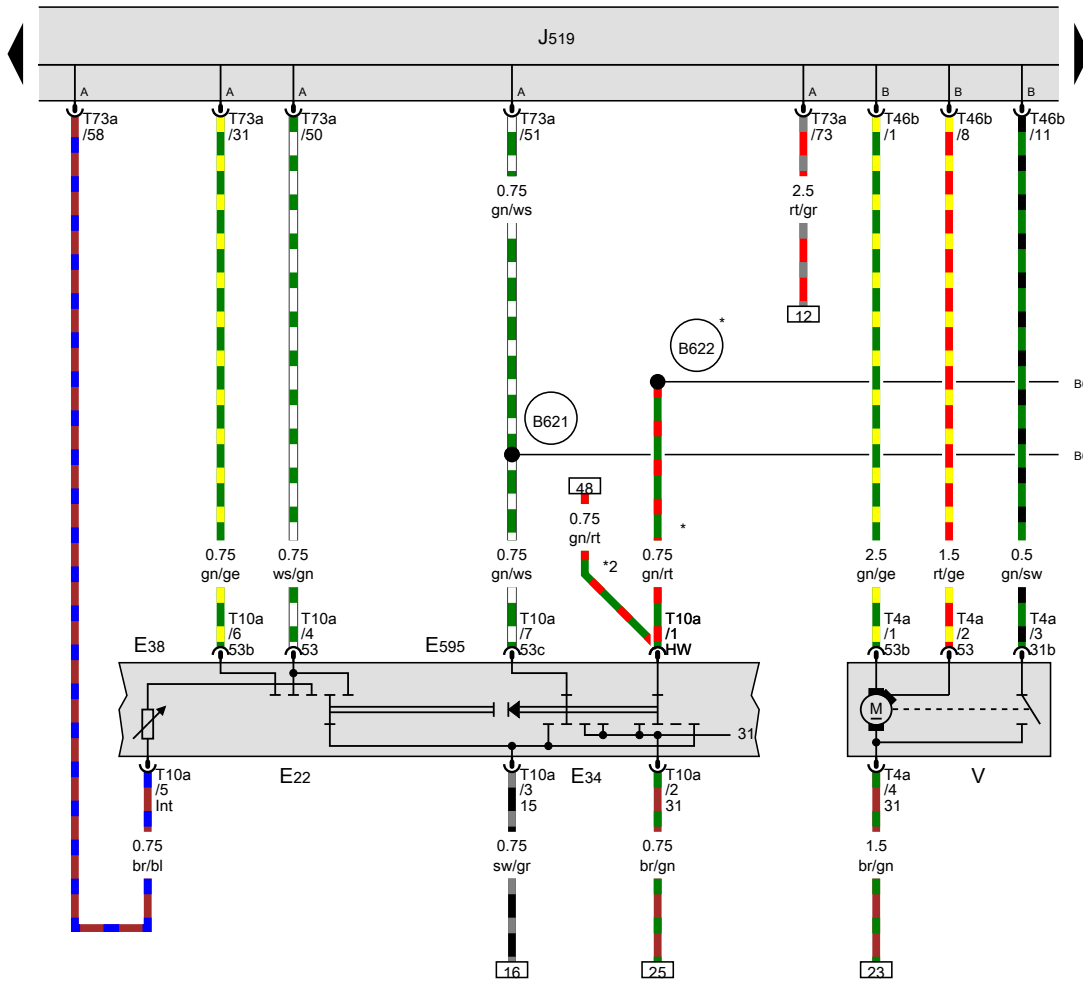 J519
A A A A A B B B
T73a T73a T73a T73a T73a T46b T46b T46b
/58 /31 /50 /51 /73 /1 /8 /11
0.75 2.5
gn/ws rt/gr
12
*
B622
B621
48
0.75
gn/rt
*
*2
0.75 0.75 0.75 0.75 2.5 1.5 0.5
gn/ge ws/gn gn/ws gn/rt gn/ge rt/ge gn/sw
T10a T10a T10a T10a T4a T4a T4a
/6 /4 /7 /1 /1 /2 /3
E38 53b 53 E595 53c HW 53b 53 31b
M
31
E22 E34 V
T10a T10a T10a T4a
/5 /3 /2 /4
Int 15 31 31
0.75 0.75 0.75 1.5
br/bl sw/gr br/gn br/gn
16 25 23